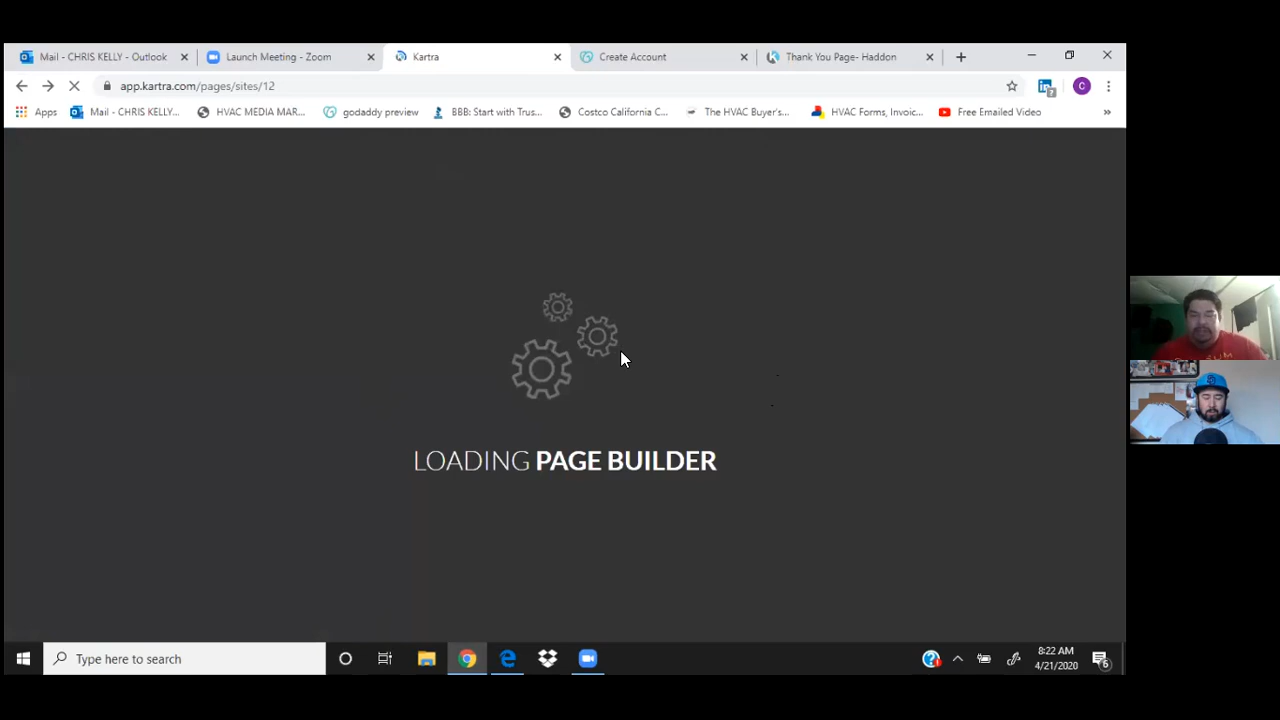 Mail - CHRIS KELLY - Outlook
Launch Meeting - Zoom
Kartra
Create Account
Thank You Page- Haddon
app.kartra.com/pages/sites/12
Apps
Mail - CHRIS KELLY...
HVAC MEDIA MAR...
godaddy preview
BBB: Start with Trus...
Costco California C...
The HVAC Buyer's...
HVAC Forms, Invoic...
Free Emailed Video
LOADING PAGE BUILDER
Type here to search
8:22 AM
4/21/2020
6